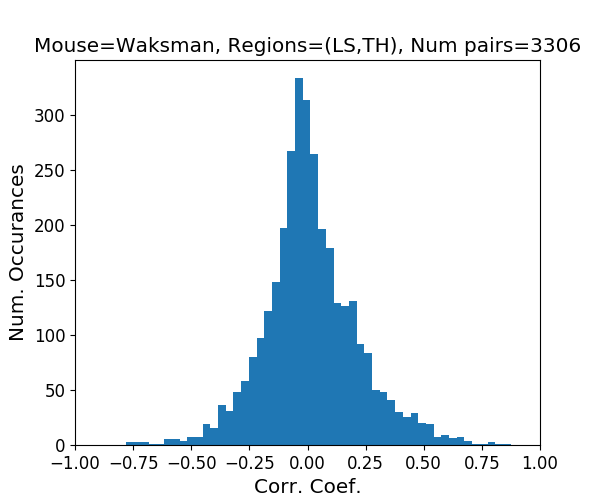 Mouse=Waksman, Regions=(LS,TH), Num pairs=3306
300
250
200
150
100
50
0
Num. Occurances
−1.00 −0.75 −0.50 −0.25 0.00 0.25 0.50 0.75 1.00
Corr. Coef.